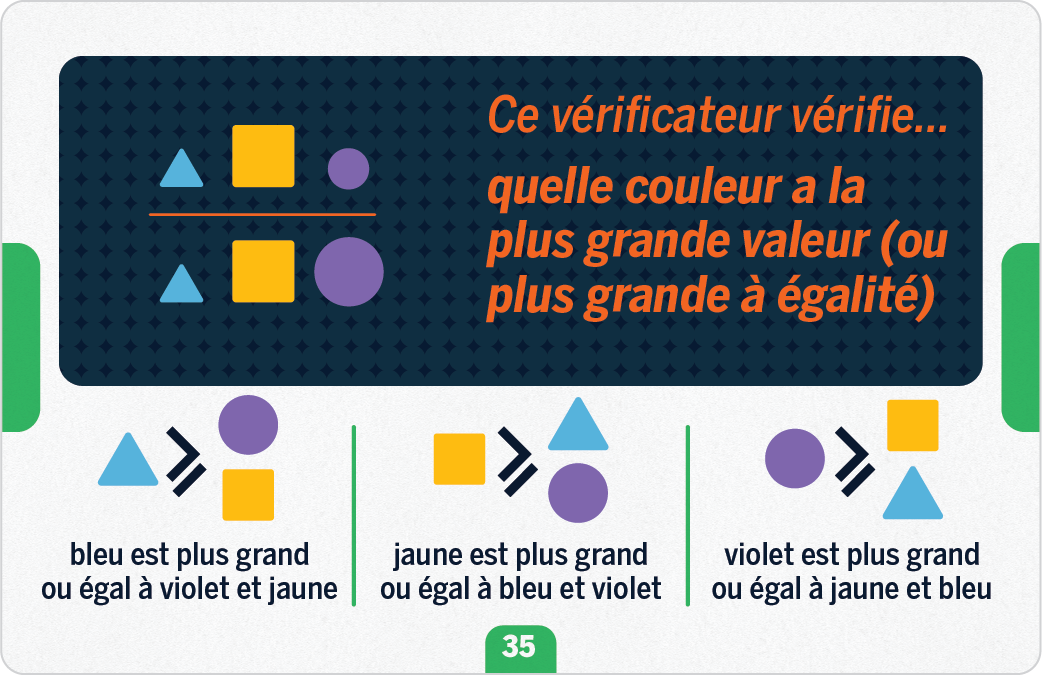 Ce vérificateur vérifie...
quelle couleur a la
plus grande valeur (ou
plus grande à égalité)
bleu est plus grand
ou égal à violet et jaune
jaune est plus grand
ou égal à bleu et violet
violet est plus grand
ou égal à jaune et bleu
35